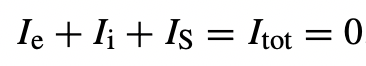 I_e + I_i + I_S = I_tot = 0